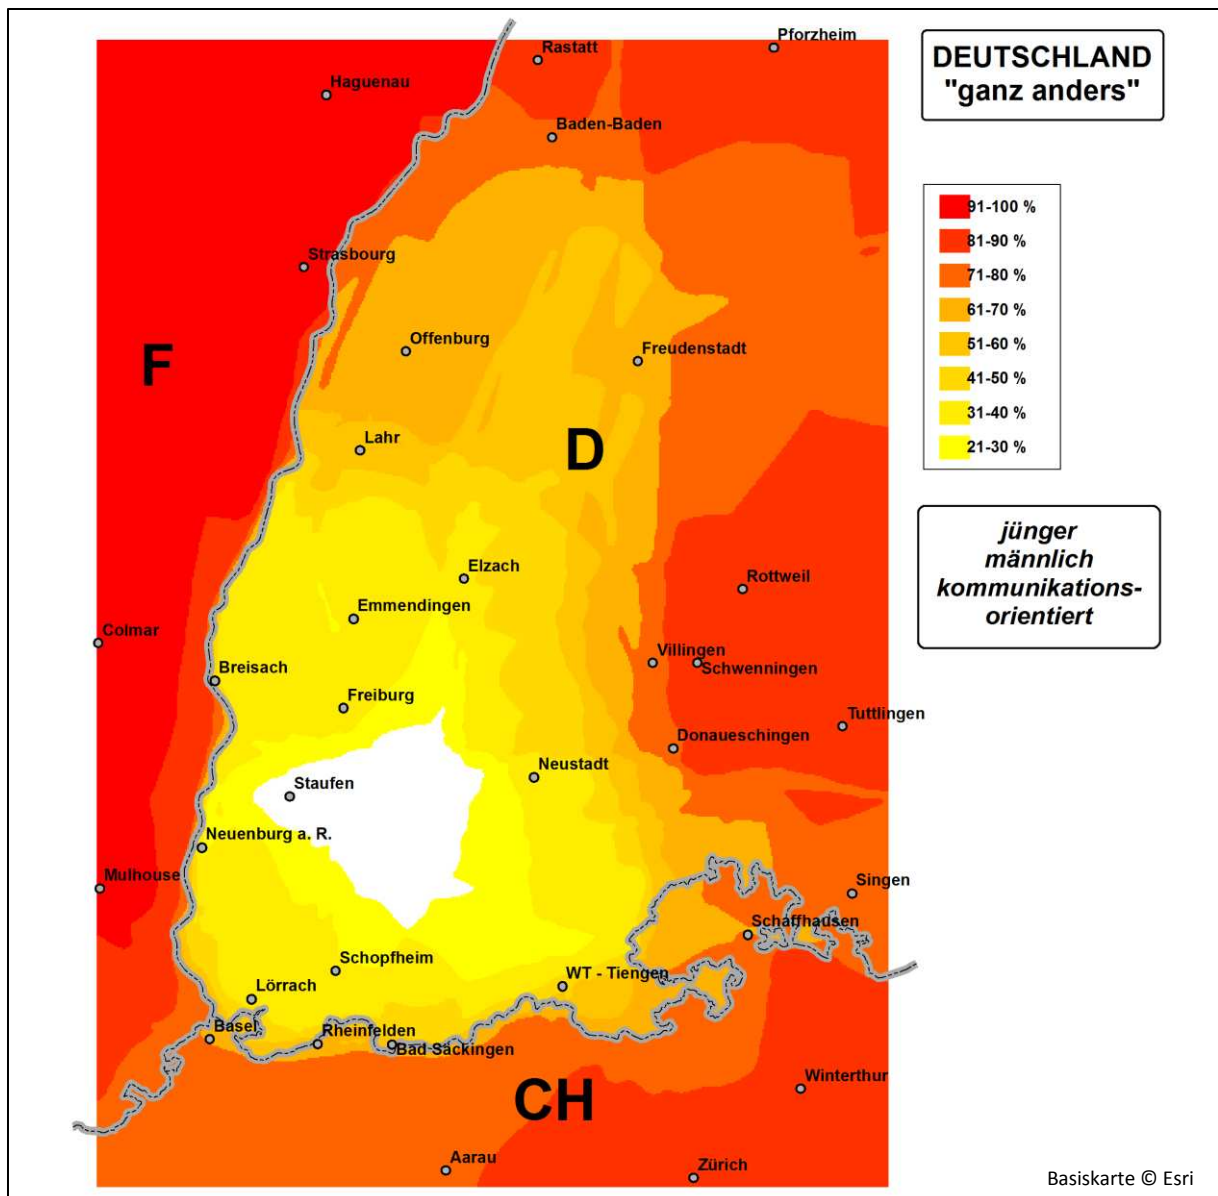 Pforzheim
Rastatt
Haguenau
Baden-Baden
Strasbourg
Offenburg
Freudenstadt
F
Lahr
D
Elzach
Emmendingen
Rottweil
Colmar
Breisach
Villingen
Schwenningen
Freiburg
Tuttlingen
Donaueschingen
Neustadt
Staufen
Neuenburg a. R.
Mulhouse
Singen
Schaffhausen
Schopfheim
WT - Tiengen
Lörrach
Basel
Rheinfelden
Bad Säckingen
Winterthur
CH
Aarau
Zürich
DEUTSCHLAND
"ganz anders"
91-100 %
81-90 %
71-80 %
61-70 %
51-60 %
41-50 %
31-40 %
21-30 %
jünger
männlich
kommunikations-
orientiert
Basiskarte © Esri